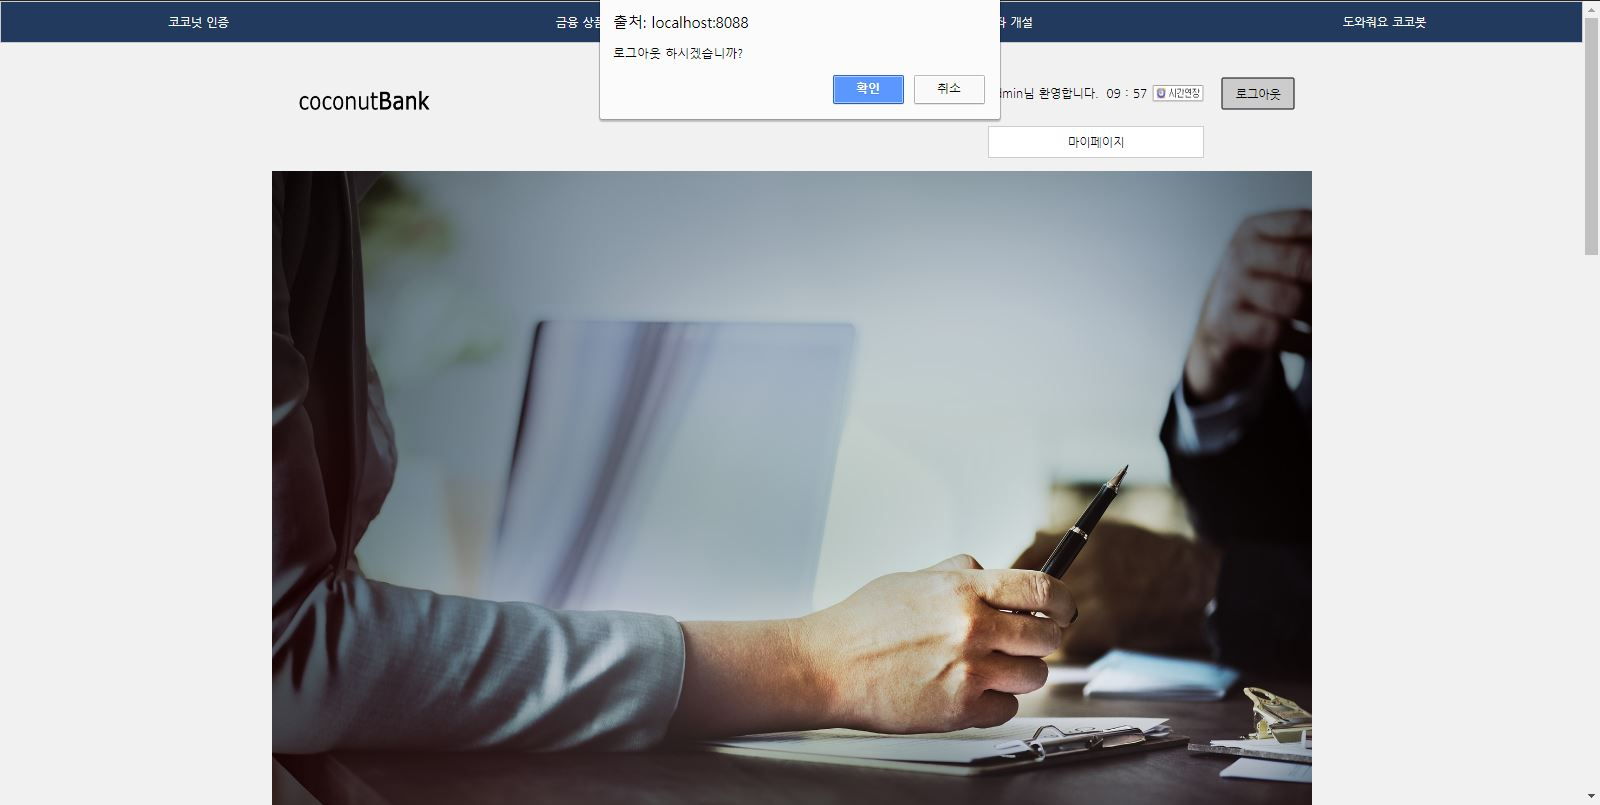 코코넛 인증
금융 상품
개설
도와줘요 코코봇
출처: localhost:8088
로그아웃 하시겠습니까?
확인
취소
coconutBank
min님 환영합니다. 09 : 57 시간연장
로그아웃
마이페이지